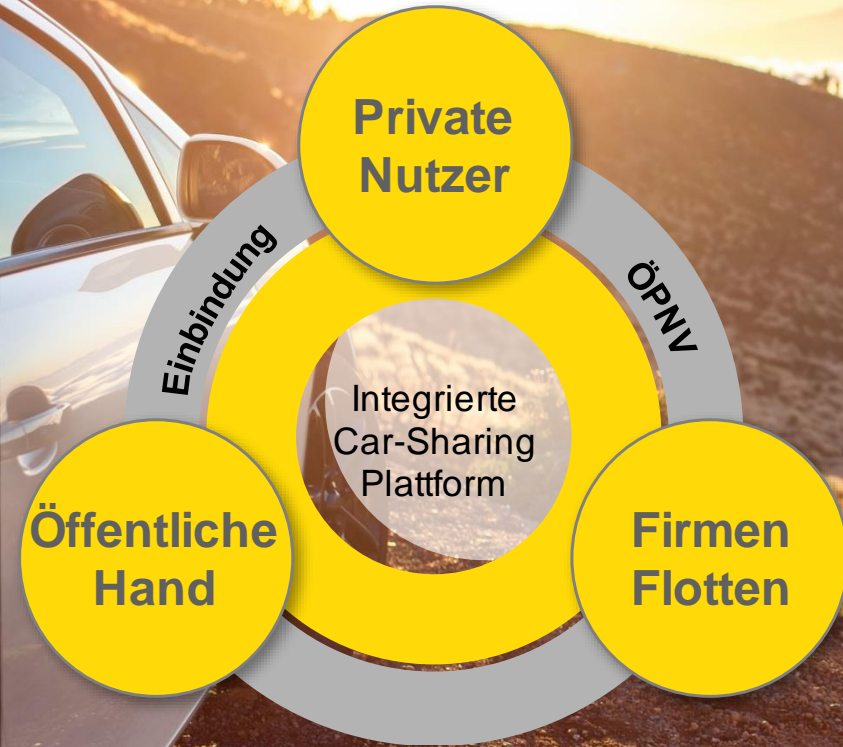 Private
Nutzer
Einbindung
ÖPNV
Integrierte
Car-Sharing
Plattform
Öffentliche
Hand
Firmen
Flotten